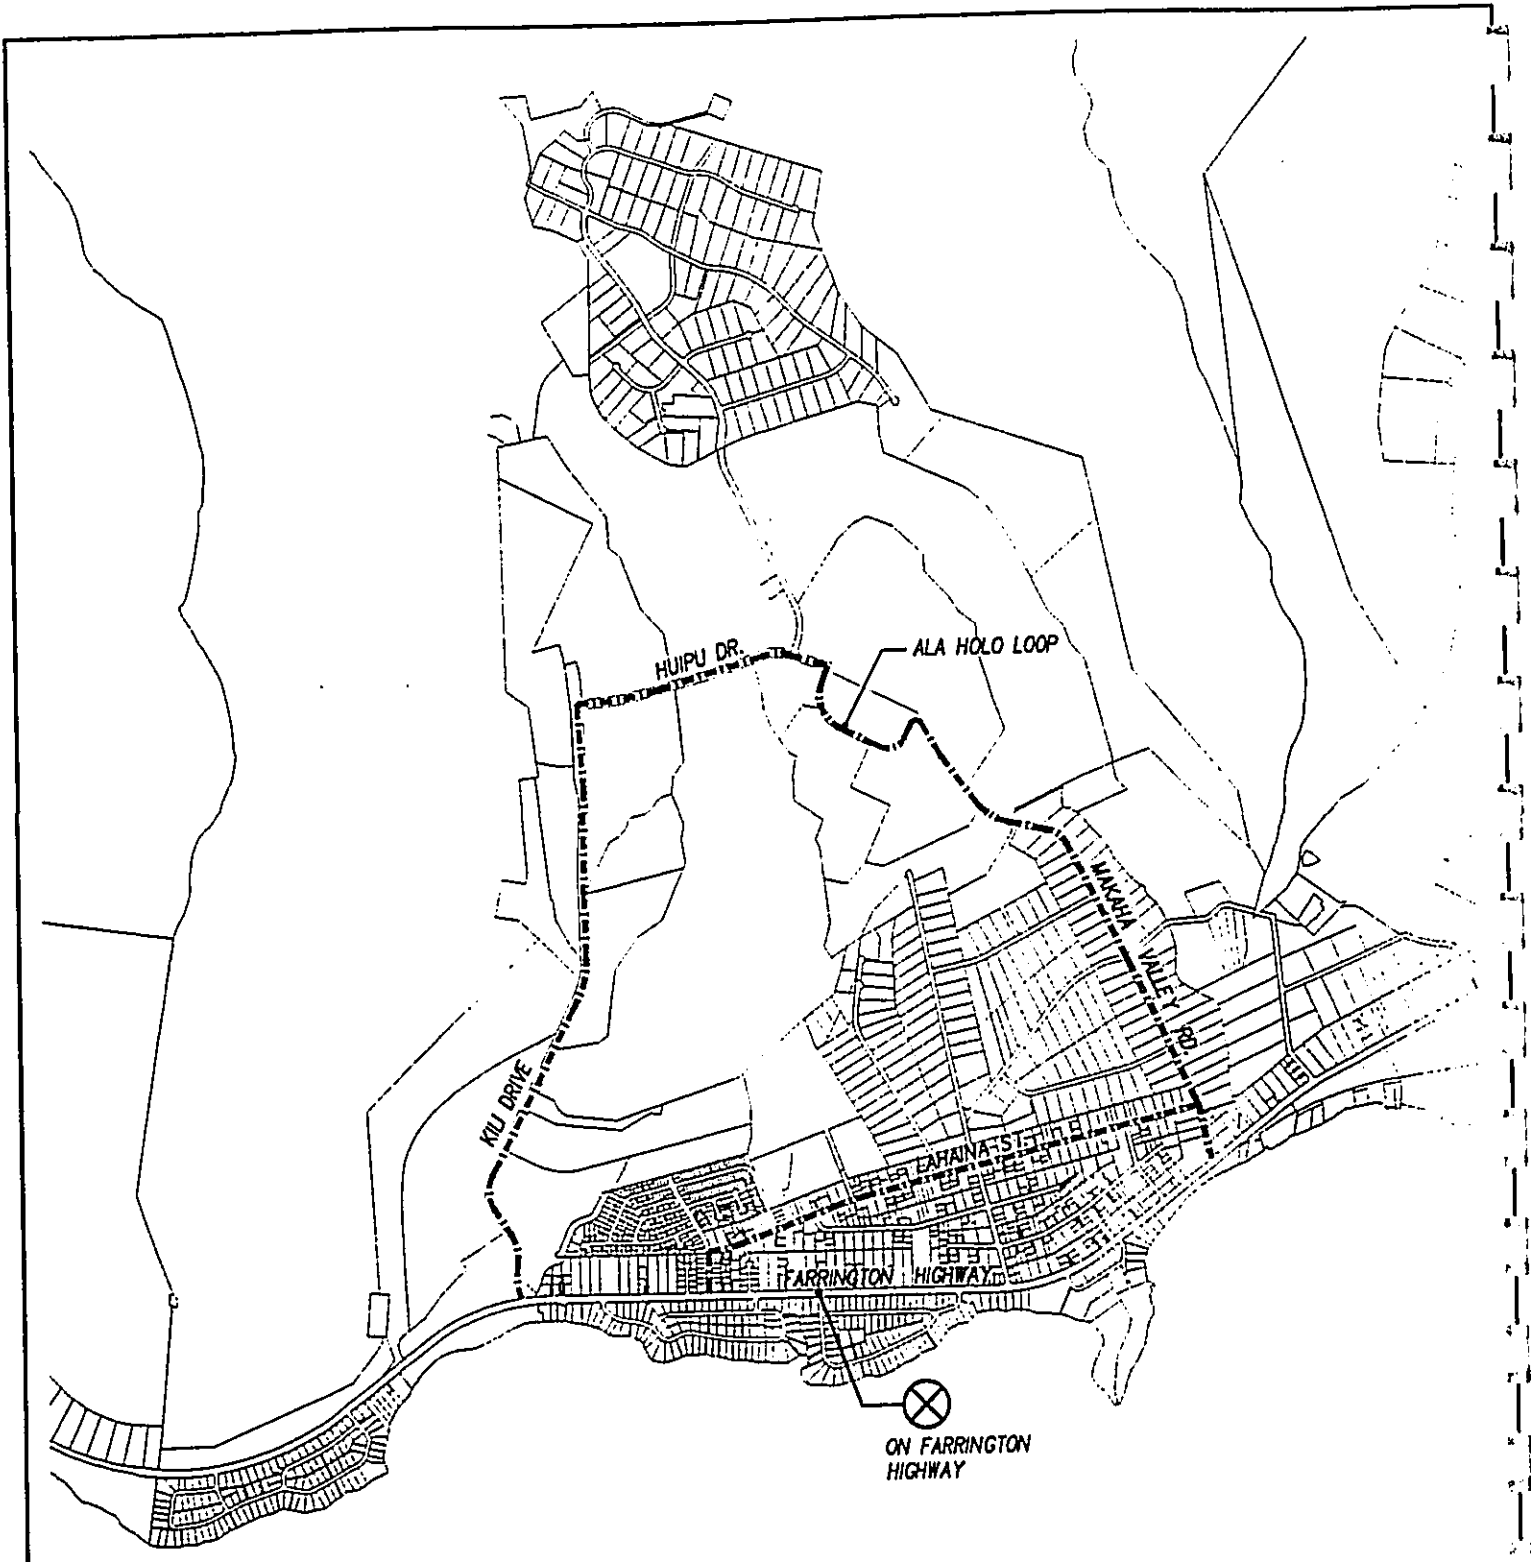 HUIPU DR.
ALA HOLO LOOP
MAKAHA VALLEY RD.
KILI DRIVE
LAHAINA ST.
FARRINGTON HIGHWAY
ON FARRINGTON
HIGHWAY